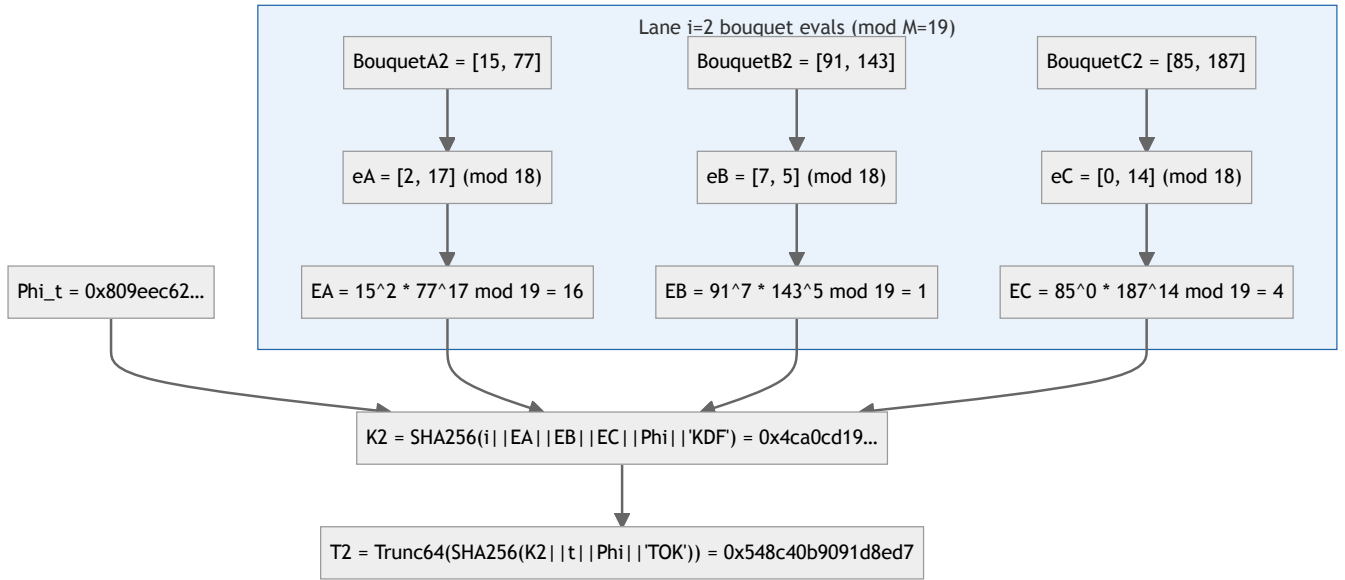 Lane i=2 bouquet evals (mod M=19)
BouquetA2 = [15, 77]
BouquetB2 = [91, 143]
BouquetC2 = [85, 187]
eA = [2, 17] (mod 18)
eB = [7, 5] (mod 18)
eC = [0, 14] (mod 18)
Phi_t = 0x809eec62...
EA = 15^2 * 77^17 mod 19 = 16
EB = 91^7 * 143^5 mod 19 = 1
EC = 85^0 * 187^14 mod 19 = 4
K2 = SHA256(i||EA||EB||EC||Phi||'KDF') = 0x4ca0cd19...
T2 = Trunc64(SHA256(K2||t||Phi||'TOK')) = 0x548c40b9091d8ed7